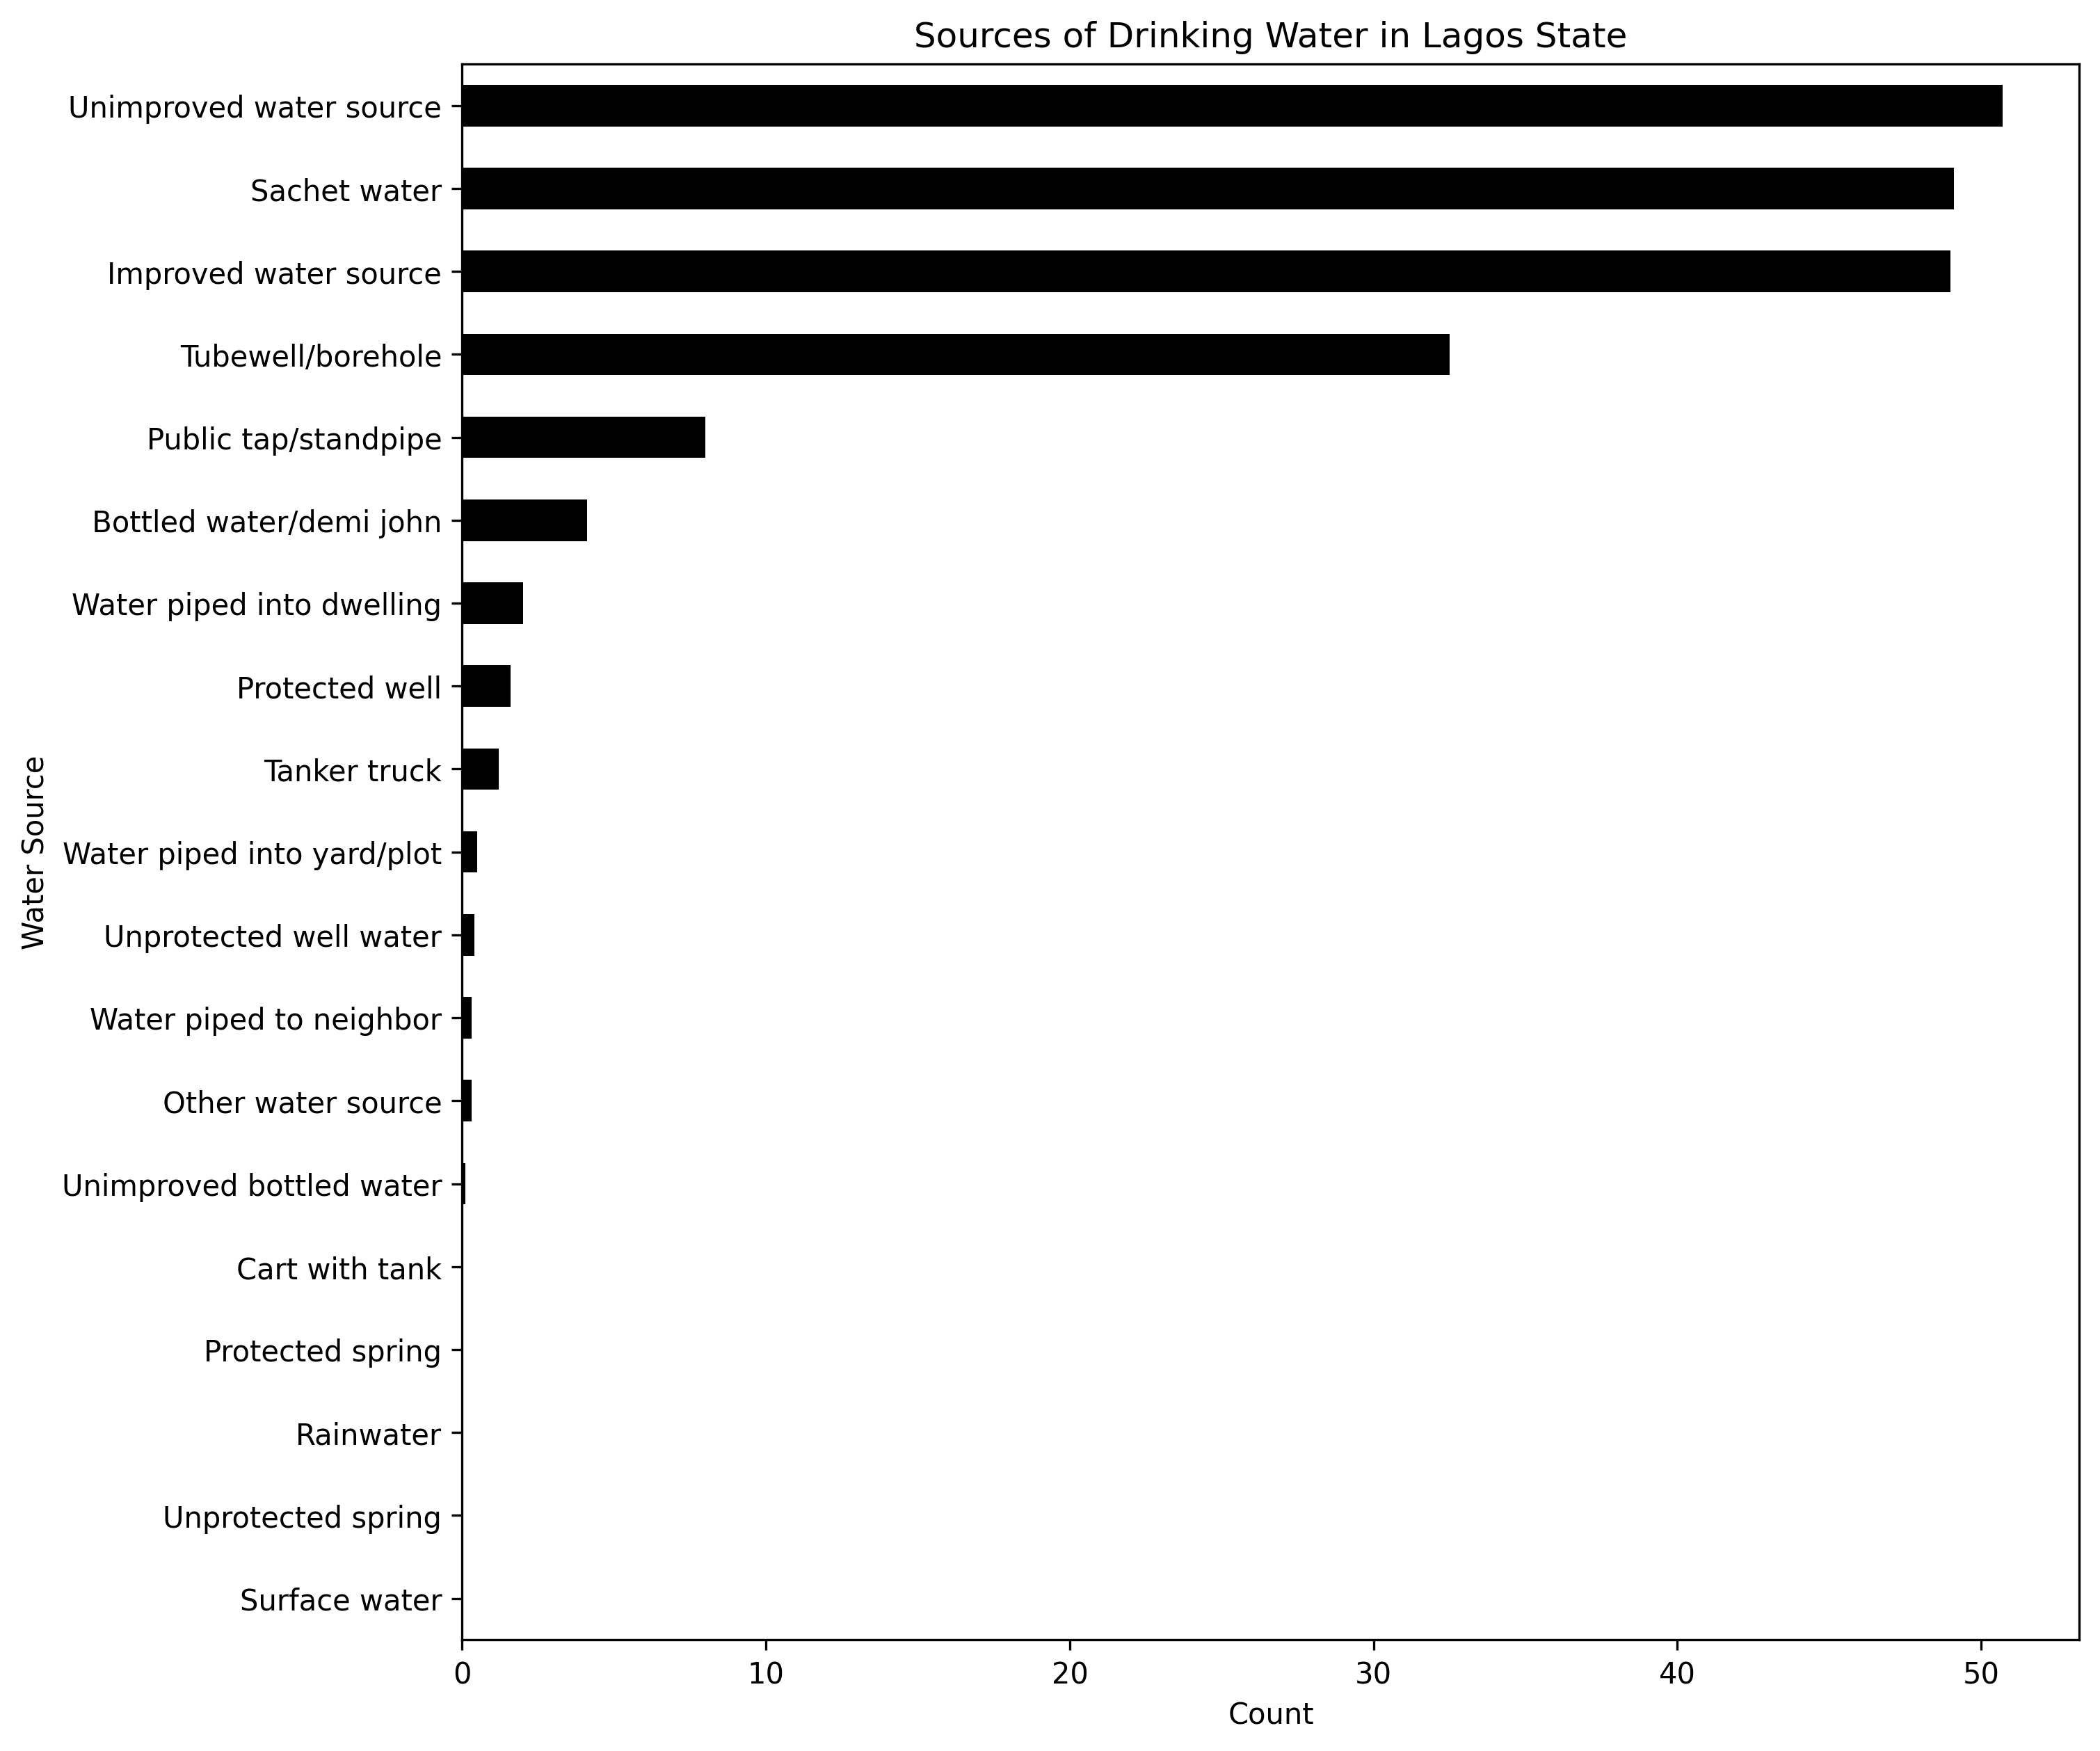 Sources of Drinking Water in Lagos State
Unimproved water source
Sachet water
Improved water source
Tubewell/borehole
Public tap/standpipe
Bottled water/demi john
Water piped into dwelling
Protected well
Tanker truck
Water piped into yard/plot
Unprotected well water
Water piped to neighbor
Other water source
Unimproved bottled water
Cart with tank
Protected spring
Rainwater
Unprotected spring
Surface water
Water Source
0 10 20 30 40 50
Count